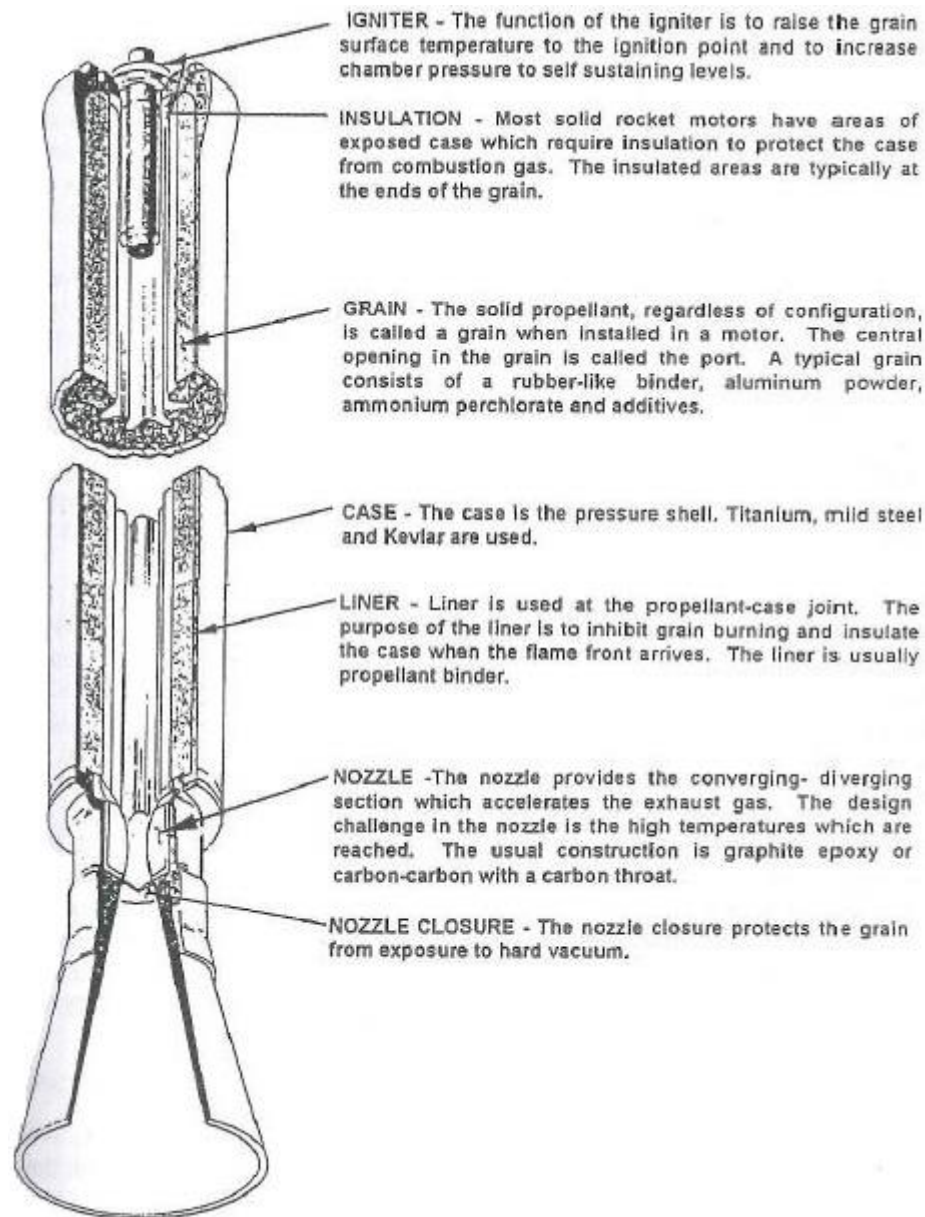 IGNITER - The function of the igniter is to raise the grain
surface temperature to the ignition point and to increase
chamber pressure to self sustaining levels.
INSULATION - Most solid rocket motors have areas of
exposed case which require insulation to protect the case
from combustion gas. The insulated areas are typically at
the ends of the grain.
GRAIN - The solid propellant, regardless of configuration,
is called a grain when installed in a motor. The central
opening in the grain is called the port. A typical grain
consists of a rubber-like binder, aluminum powder,
ammonium perchlorate and additives.
CASE - The case is the pressure shell. Titanium, mild steel
and Kevlar are used.
LINER - Liner is used at the propellant-case joint. The
purpose of the liner is to inhibit grain burning and insulate
the case when the flame front arrives. The liner is usually
propellant binder.
NOZZLE -The nozzle provides the converging- diverging
section which accelerates the exhaust gas. The design
challenge in the nozzle is the high temperatures which are
reached. The usual construction is graphite epoxy or
carbon-carbon with a carbon throat.
NOZZLE CLOSURE - The nozzle closure protects the grain
from exposure to hard vacuum.